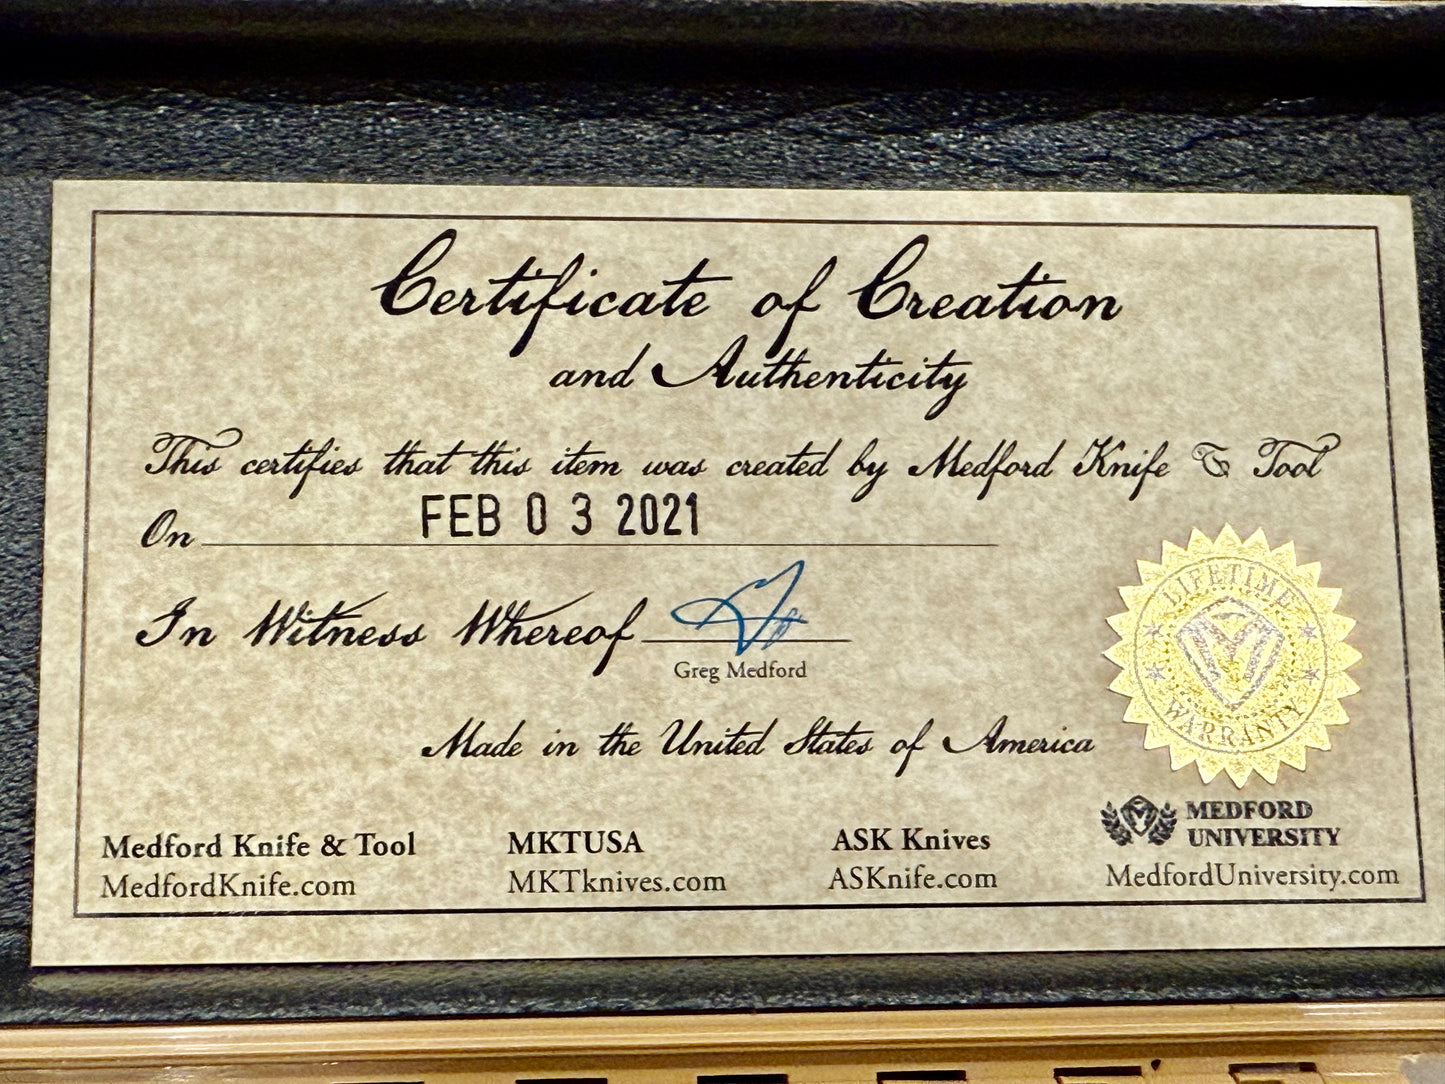 Certificate of Creation
and Authenticity
This certifies that this item was created by Medford Knife & Tool
On FEB 03 2021
In Witness Whereof
Greg Medford
Made in the United States of America
LIFETIME
WARRANTY
MEDFORD
UNIVERSITY
Medford Knife & Tool MKTUSA ASK Knives
MedfordKnife.com MKTknives.com ASKnife.com MedfordUniversity.com